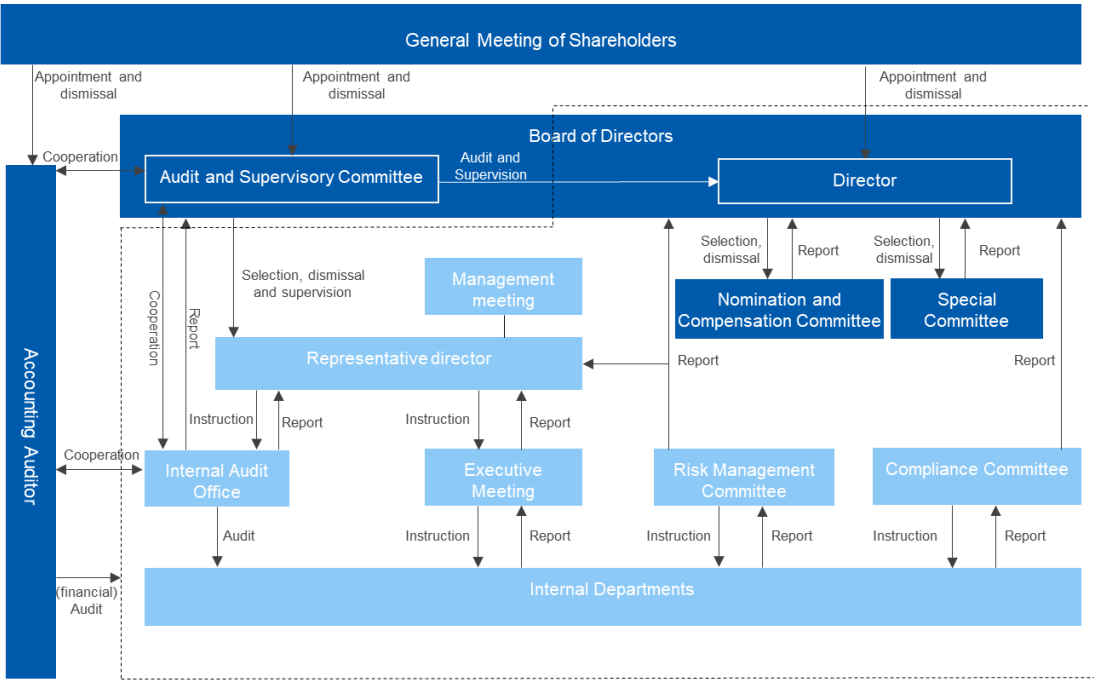 General Meeting of Shareholders
Appointment and
dismissal
Appointment and
dismissal
Appointment and
dismissal
Board of Directors
Cooperation
Audit and Supervisory Committee
Audit and
Supervision
Director
Selection, dismissal
and supervision
Management
meeting
Selection,
dismissal
Report
Selection,
dismissal
Report
Nomination and
Compensation Committee
Special
Committee
Cooperation
Report
Representative director
Report
Report
Accounting Auditor
Instruction
Report
Instruction
Report
Cooperation
Internal Audit
Office
Executive
Meeting
Risk Management
Committee
Compliance Committee
Audit
Instruction
Report
Instruction
Report
Instruction
Report
(financial)
Audit
Internal Departments